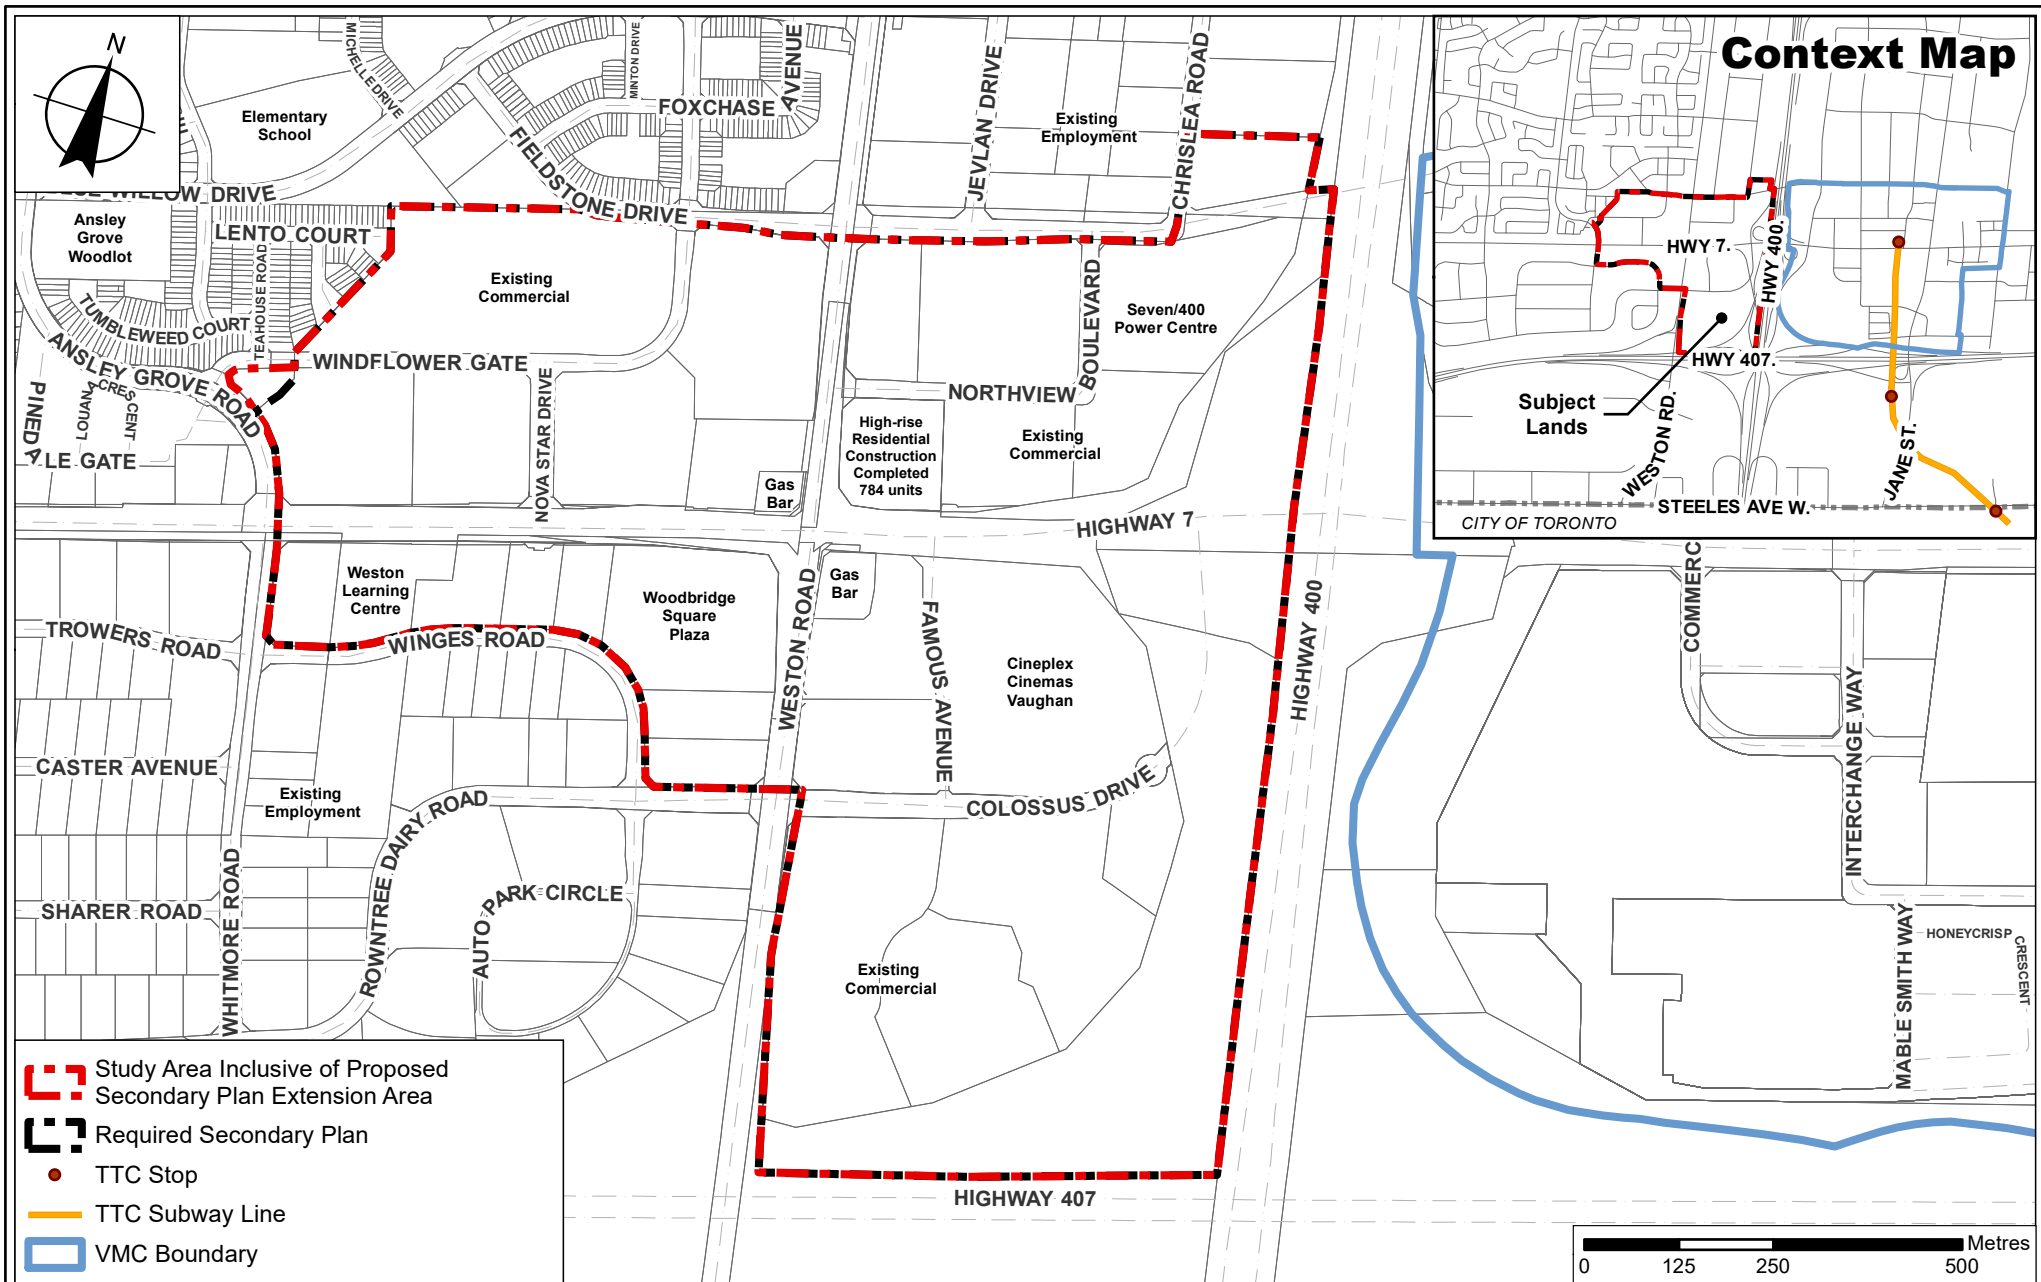 N
Context Map
MICHELLE DRIVE
MINTON DRIVE
AVENUE
FOXCHASE
JEVLAN DRIVE
CHRISLEA ROAD
Elementary
School
Existing
Employment
FIELDSTONE DRIVE
WILLOW DRIVE
Ansley
Grove
Woodlot
LENTO COURT
TEAHOUSE ROAD
TUMBLEWEED COURT
ANSLEY GROVE ROAD
Existing
Commercial
BOULEVARD
Seven/400
Power Centre
WINDFLOWER GATE
NORTHVIEW
PINEDA
LE GATE
LOUANA
CRESCENT
NOVA STAR DRIVE
High-rise
Residential
Construction
Completed
784 units
Existing
Commercial
Gas
Bar
HIGHWAY 7
HWY 7.
HWY 400.
HWY 407.
Subject
Lands
WESTON RD.
JANE ST.
STEELES AVE W.
CITY OF TORONTO
Weston
Learning
Centre
Woodbridge
Square
Plaza
Gas
Bar
WESTON ROAD
FAMOUS AVENUE
HIGHWAY 400
COMMERC
INTERCHANGE WAY
TROWERS ROAD
WINGES ROAD
Cineplex
Cinemas
Vaughan
CASTER AVENUE
Existing
Employment
ROWNTREE DAIRY ROAD
COLOSSUS DRIVE
SHARER ROAD
WHITMORE ROAD
AUTO PARK CIRCLE
Existing
Commercial
MABLE SMITH WAY
HONEYCRISP
CRESCENT
HIGHWAY 407
Study Area Inclusive of Proposed
Secondary Plan Extension Area
Required Secondary Plan
TTC Stop
TTC Subway Line
VMC Boundary
Metres
0 125 250 500